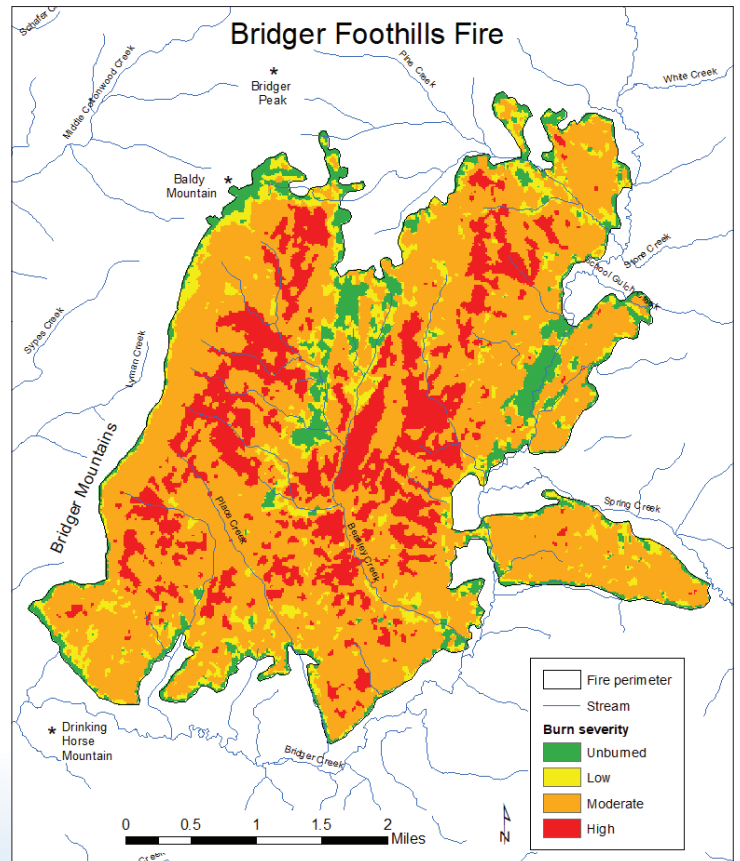 Bridger Foothills Fire
Schafer C
Middle Cottonwood Creek
*
Bridger
Peak
Pine Creek
White Creek
Baldy
Mountain
*
Stone Creek
School Gulch Creek
Sypes Creek
Lyman Creek
Bridger Mountains
Place Creek
Beasley Creek
Spring Creek
* Drinking
Horse
Mountain
Bridger Creek
Creek
Fire perimeter
Stream
Burn severity
Unburned
Low
Moderate
High
0 0.5 1 1.5 2
Miles
N